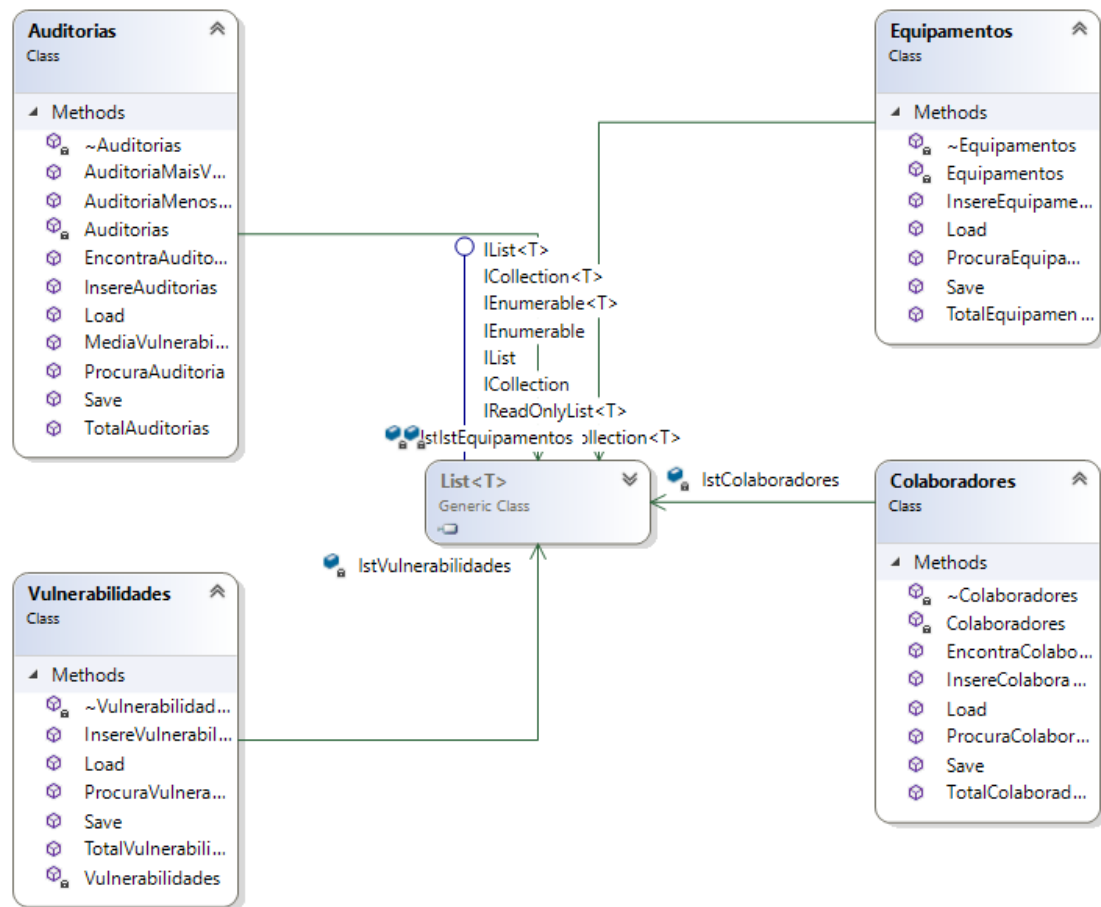 Auditorias
Class
Methods
~Auditorias
AuditoriaMaisV...
AuditoriaMenos...
Auditorias
EncontraAudito...
InsereAuditorias
Load
MediaVulnerabi...
ProcuraAuditoria
Save
TotalAuditorias
Equipamentos
Class
Methods
~Equipamentos
Equipamentos
InsereEquipame...
Load
ProcuraEquipa...
Save
TotalEquipamen...
IList<T>
ICollection<T>
IEnumerable<T>
IEnumerable
IList
ICollection
IReadOnlyList<T>
lstEquipamentos
List<T>
Generic Class
lstColaboradores
lstVulnerabilidades
Vulnerabilidades
Class
Methods
~Vulnerabilidad...
InsereVulnerabil...
Load
ProcuraVulnera...
Save
TotalVulnerabili...
Vulnerabilidades
Colaboradores
Class
Methods
~Colaboradores
Colaboradores
EncontraColabo...
InsereColabora...
Load
ProcuraColabor...
Save
TotalColaborad...